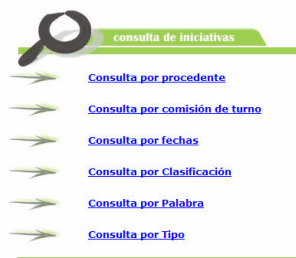 consulta de iniciativas
Consulta por procedente
Consulta por comisión de turno
Consulta por fechas
Consulta por Clasificación
Consulta por Palabra
Consulta por Tipo